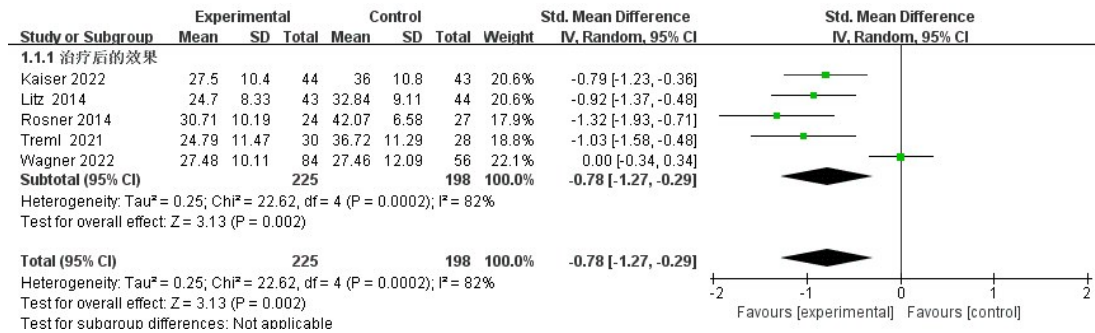 Experimental Control Std. Mean Difference Std. Mean Difference
Study or Subgroup Mean SD Total Mean SD Total Weight IV, Random, 95% CI IV, Random, 95% CI
1.1.1 治疗后的效果
Kaiser 2022 27.5 10.4 44 36 10.8 43 20.6% -0.79 [-1.23, -0.36]
Litz 2014 24.7 8.33 43 32.84 9.11 44 20.6% -0.92 [-1.37, -0.48]
Rosner 2014 30.71 10.19 24 42.07 6.58 27 17.9% -1.32 [-1.93, -0.71]
Treml 2021 24.79 11.47 30 36.72 11.29 28 18.8% -1.03 [-1.58, -0.48]
Wagner 2022 27.48 10.11 84 27.46 12.09 56 22.1% 0.00 [-0.34, 0.34]
Subtotal (95% CI) 225 198 100.0% -0.78 [-1.27, -0.29]
Heterogeneity: Tau² = 0.25; Chi² = 22.62, df = 4 (P = 0.0002); I² = 82%
Test for overall effect: Z = 3.13 (P = 0.002)
Total (95% CI) 225 198 100.0% -0.78 [-1.27, -0.29]
Heterogeneity: Tau² = 0.25; Chi² = 22.62, df = 4 (P = 0.0002); I² = 82%
Test for overall effect: Z = 3.13 (P = 0.002)
Test for subgroup differences: Not applicable
-2 -1 0 1 2
Favours [experimental] Favours [control]